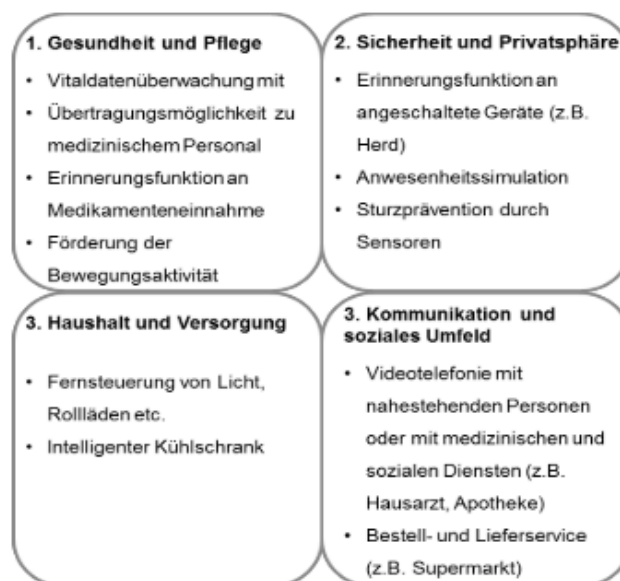 1. Gesundheit und Pflege
• Vitaldatenüberwachung mit
• Übertragungsmöglichkeit zu
medizinischem Personal
• Erinnerungsfunktion an
Medikamenteneinnahme
• Förderung der
Bewegungsaktivität
2. Sicherheit und Privatsphäre
• Erinnerungsfunktion an
angeschaltete Geräte (z.B.
Herd)
• Anwesenheitssimulation
• Sturzprävention durch
Sensoren
3. Haushalt und Versorgung
• Fernsteuerung von Licht,
Rollläden etc.
• Intelligenter Kühlschrank
3. Kommunikation und
soziales Umfeld
• Videotelefonie mit
nahestehenden Personen
oder mit medizinischen und
sozialen Diensten (z.B.
Hausarzt, Apotheke)
• Bestell- und Lieferservice
(z.B. Supermarkt)